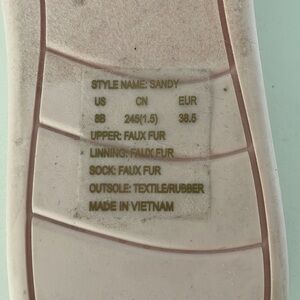 STYLE NAME: SANDY
US CN EUR
8B 245(1.5) 38.5
UPPER: FAUX FUR
LINNING: FAUX FUR
SOCK: FAUX FUR
OUTSOLE: TEXTILE/RUBBER
MADE IN VIETNAM